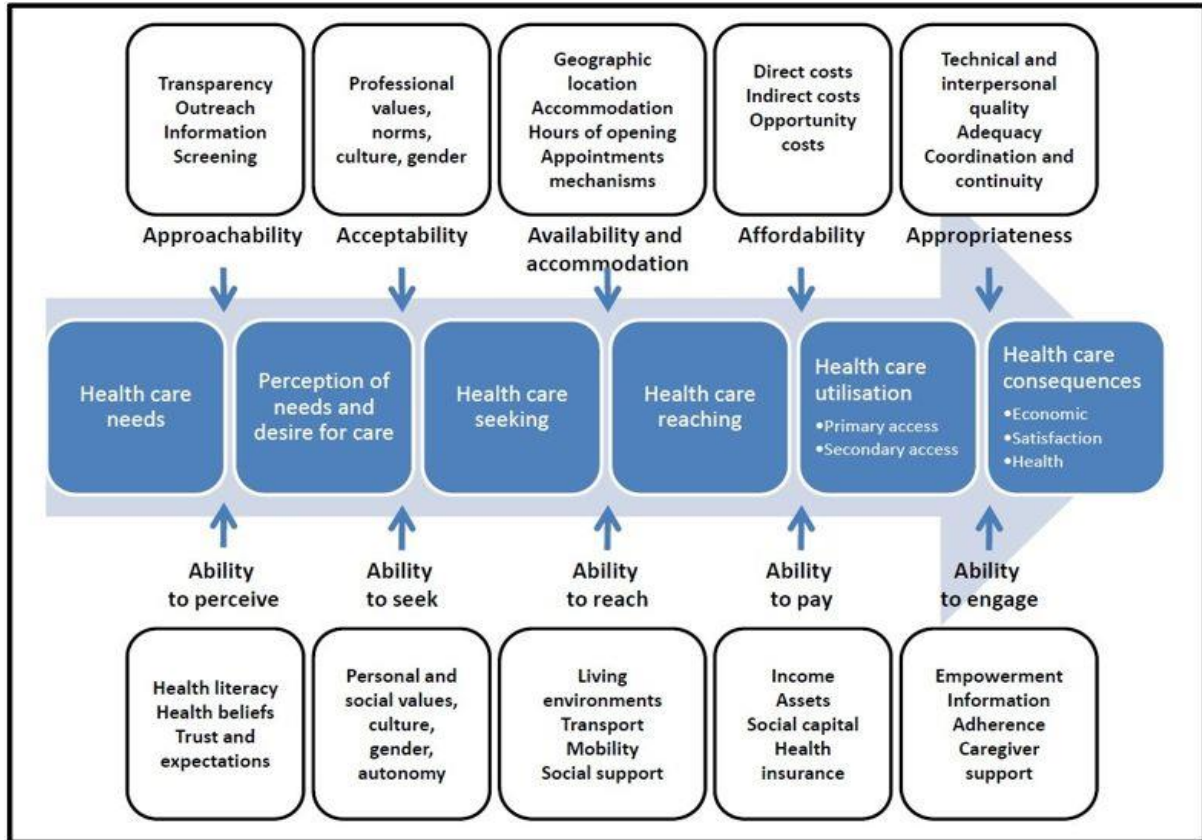 Transparency
Outreach
Information
Screening
Professional
values,
norms,
culture, gender
Geographic
location
Accommodation
Hours of opening
Appointments
mechanisms
Direct costs
Indirect costs
Opportunity
costs
Technical and
interpersonal
quality
Adequacy
Coordination and
continuity
Approachability
Acceptability
Availability and
accommodation
Affordability
Appropriateness
Health care
needs
Perception of
needs and
desire for care
Health care
seeking
Health care
reaching
Health care
utilisation
•Primary access
•Secondary access
Health care
consequences
•Economic
•Satisfaction
•Health
Ability
to perceive
Ability
to seek
Ability
to reach
Ability
to pay
Ability
to engage
Health literacy
Health beliefs
Trust and
expectations
Personal and
social values,
culture,
gender,
autonomy
Living
environments
Transport
Mobility
Social support
Income
Assets
Social capital
Health
insurance
Empowerment
Information
Adherence
Caregiver
support